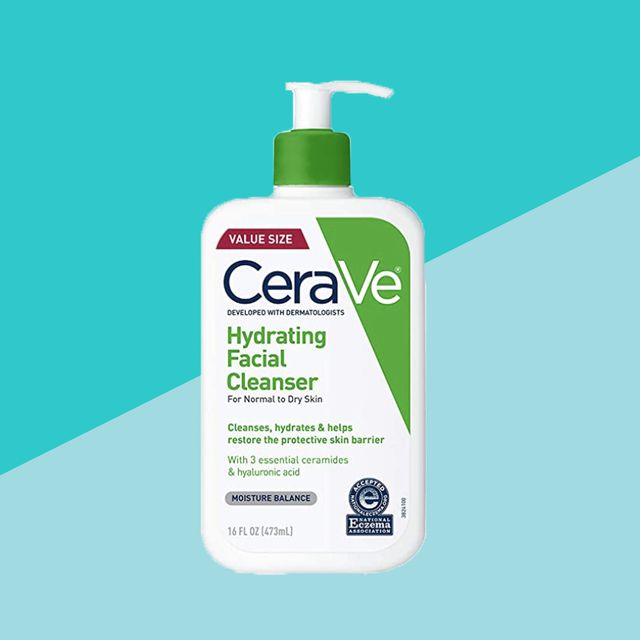 VALUE SIZE
CeraVe®
DEVELOPED WITH DERMATOLOGISTS
Hydrating
Facial
Cleanser
For Normal to Dry Skin
Cleanses, hydrates & helps
restore the protective skin barrier
With 3 essential ceramides
& hyaluronic acid
MOISTURE BALANCE
ACCEPTED
e
NATIONALECZEMA.ORG
NATIONAL
Eczema
ASSOCIATION
16 FL OZ (473mL)